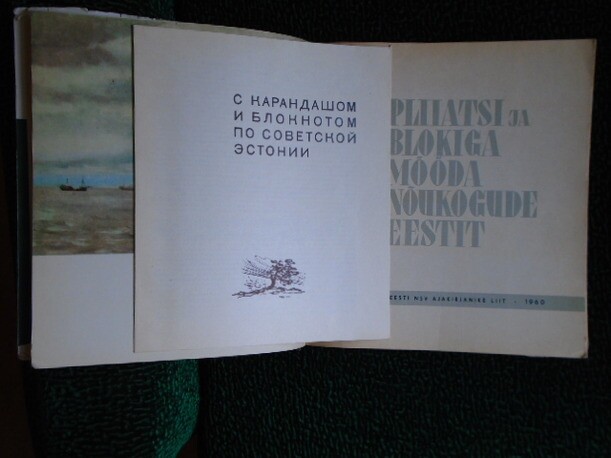 С КАРАНДАШОМ
И БЛОКНОТОМ
ПО СОВЕТСКОЙ
ЭСТОНИИ
PLIIATSI JA
BLOKIGA
MÖÖDA
NÕUKOGUDE
EESTIT
EESTI NSV AJAKIRJANIKE LIIT - 1960